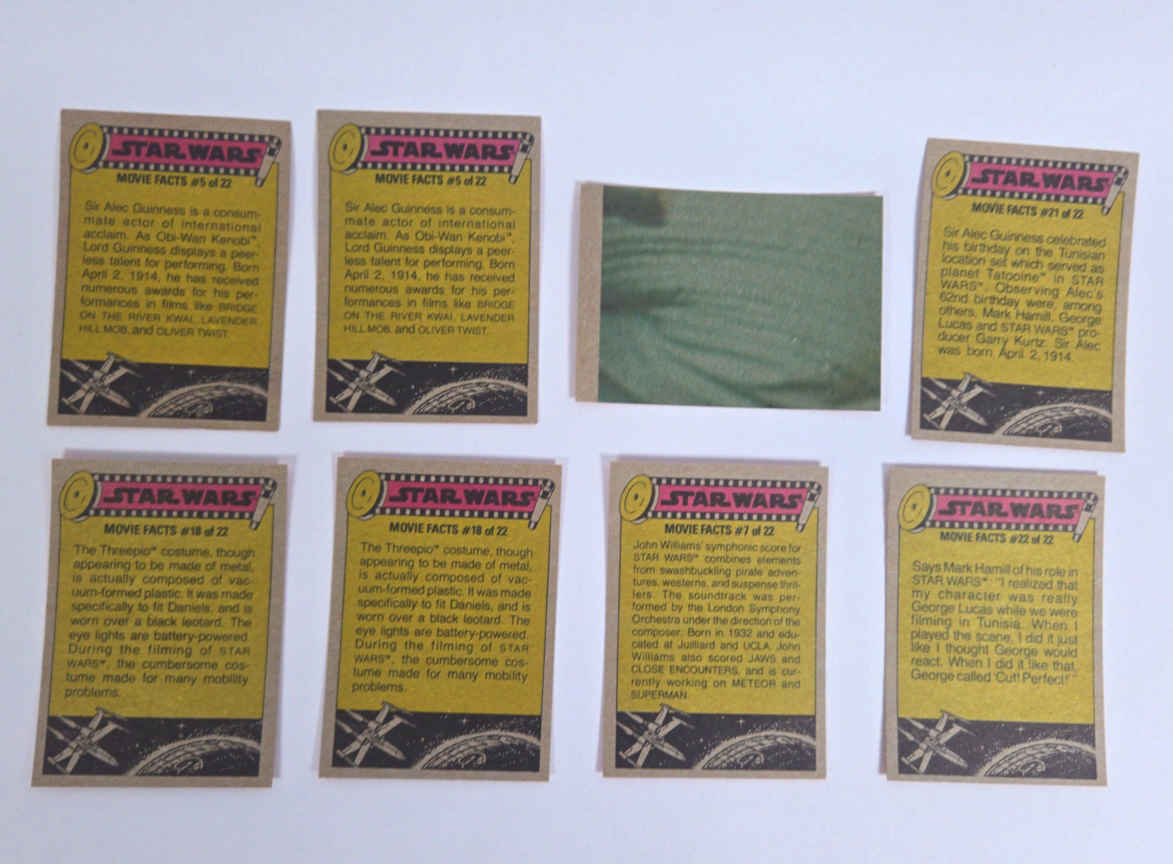 STAR WARS
MOVIE FACTS #5 of 22
Sir Alec Guinness is a consum-
mate actor of international
acclaim. As Obi-Wan Kenobi™,
Lord Guinness displays a peer-
less talent for performing. Born
April 2, 1914, he has received
numerous awards for his per-
formances in films like BRIDGE
ON THE RIVER KWAI, LAVENDER
HILL MOB, and OLIVER TWIST.
STAR WARS
MOVIE FACTS #5 of 22
Sir Alec Guinness is a consum-
mate actor of international
acclaim. As Obi-Wan Kenobi™,
Lord Guinness displays a peer-
less talent for performing. Born
April 2, 1914, he has received
numerous awards for his per-
formances in films like BRIDGE
ON THE RIVER KWAI, LAVENDER
HILL MOB, and OLIVER TWIST.
STAR WARS
MOVIE FACTS #21 of 22
Sir Alec Guinness celebrated
his birthday on the Tunisian
location set which served as
planet Tatooine™ in STAR
WARS™. Observing Alec's
62nd birthday were, among
others, Mark Hamill, George
Lucas and STAR WARS™ pro-
ducer Garry Kurtz. Sir Alec
was born April 2, 1914.
STAR WARS
MOVIE FACTS #18 of 22
The Threepio™ costume, though
appearing to be made of metal,
is actually composed of vac-
uum-formed plastic. It was made
specifically to fit Daniels, and is
worn over a black leotard. The
eye lights are battery-powered.
During the filming of STAR
WARS™, the cumbersome cos-
tume made for many mobility
problems.
STAR WARS
MOVIE FACTS #18 of 22
The Threepio™ costume, though
appearing to be made of metal,
is actually composed of vac-
uum-formed plastic. It was made
specifically to fit Daniels, and is
worn over a black leotard. The
eye lights are battery-powered.
During the filming of STAR
WARS™, the cumbersome cos-
tume made for many mobility
problems.
STAR WARS
MOVIE FACTS #7 of 22
John Williams' symphonic score for
STAR WARS™ combines elements
from swashbuckling pirate adven-
tures, westerns, and suspense thril-
lers. The soundtrack was per-
formed by the London Symphony
Orchestra under the direction of the
composer. Born in 1932 and edu-
cated at Juilliard and UCLA, John
Williams also scored JAWS and
CLOSE ENCOUNTERS, and is cur-
rently working on METEOR and
SUPERMAN.
STAR WARS
MOVIE FACTS #22 of 22
Says Mark Hamill of his role in
STAR WARS™: "I realized that
my character was really
George Lucas while we were
filming in Tunisia. When I
played the scene, I did it just
like I thought George would
react. When I did it like that,
George called 'Cut! Perfect!' "